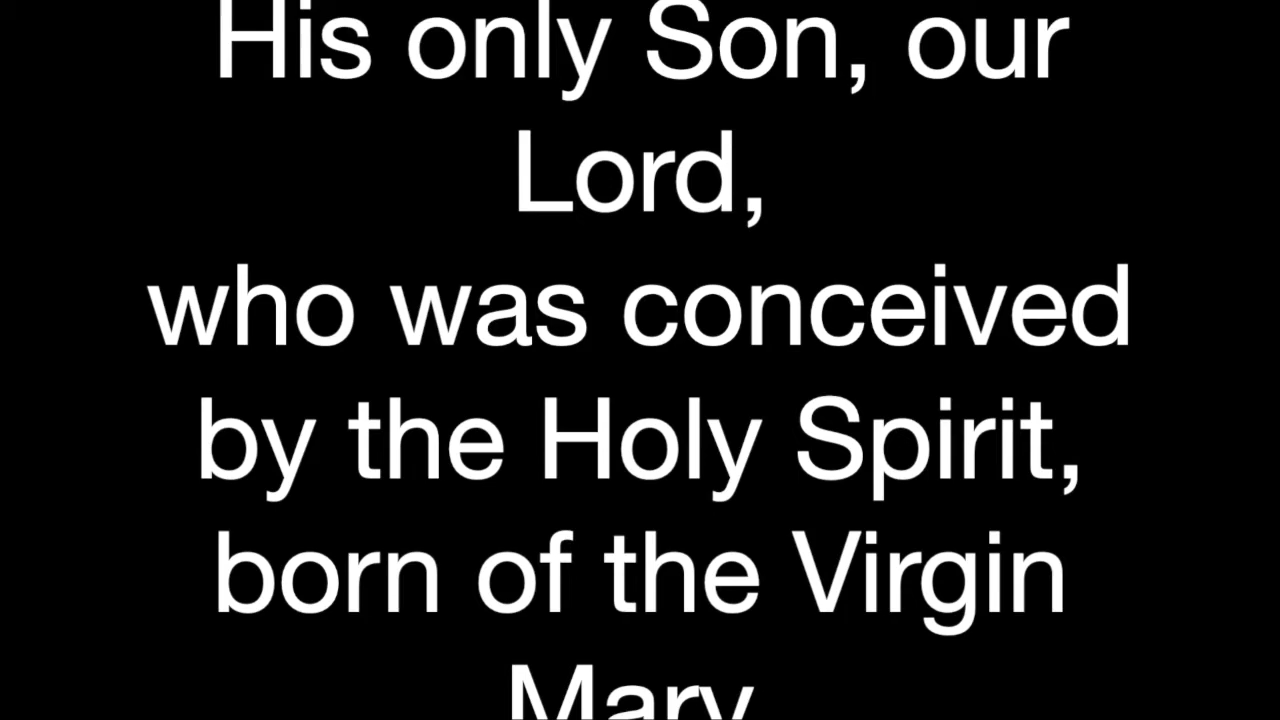 His only Son, our
Lord,
who was conceived
by the Holy Spirit,
born of the Virgin
Mary